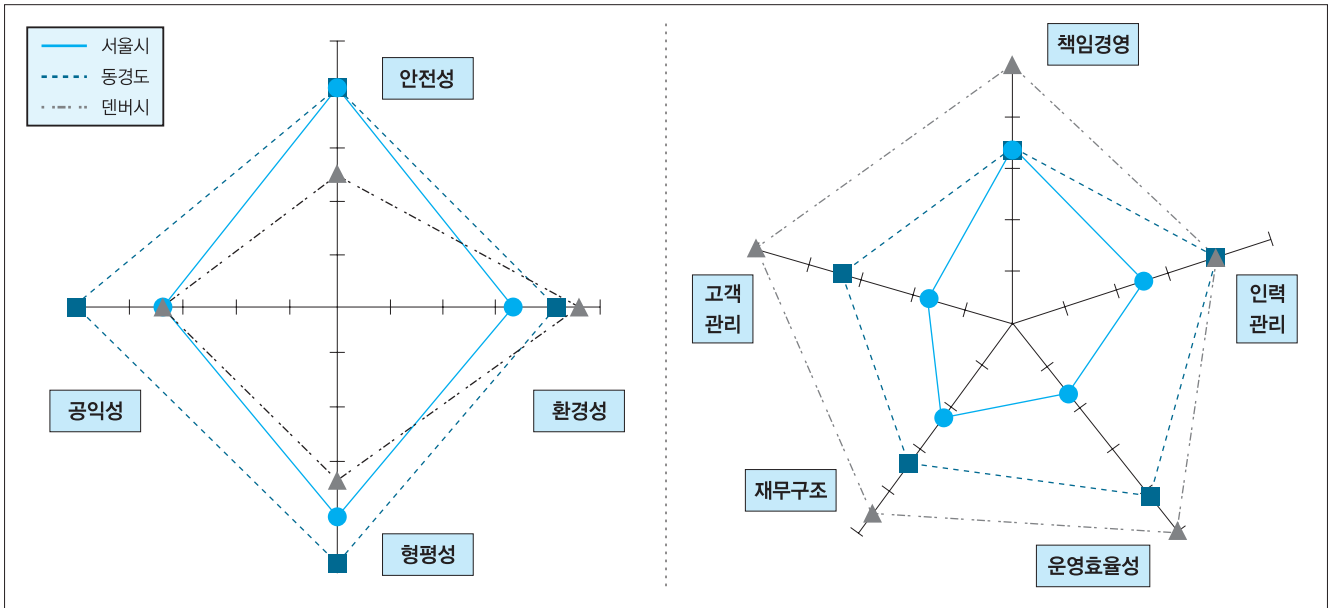 서울시
동경도
덴버시
안전성
공익성
환경성
형평성
책임경영
고객
관리
인력
관리
재무구조
운영효율성